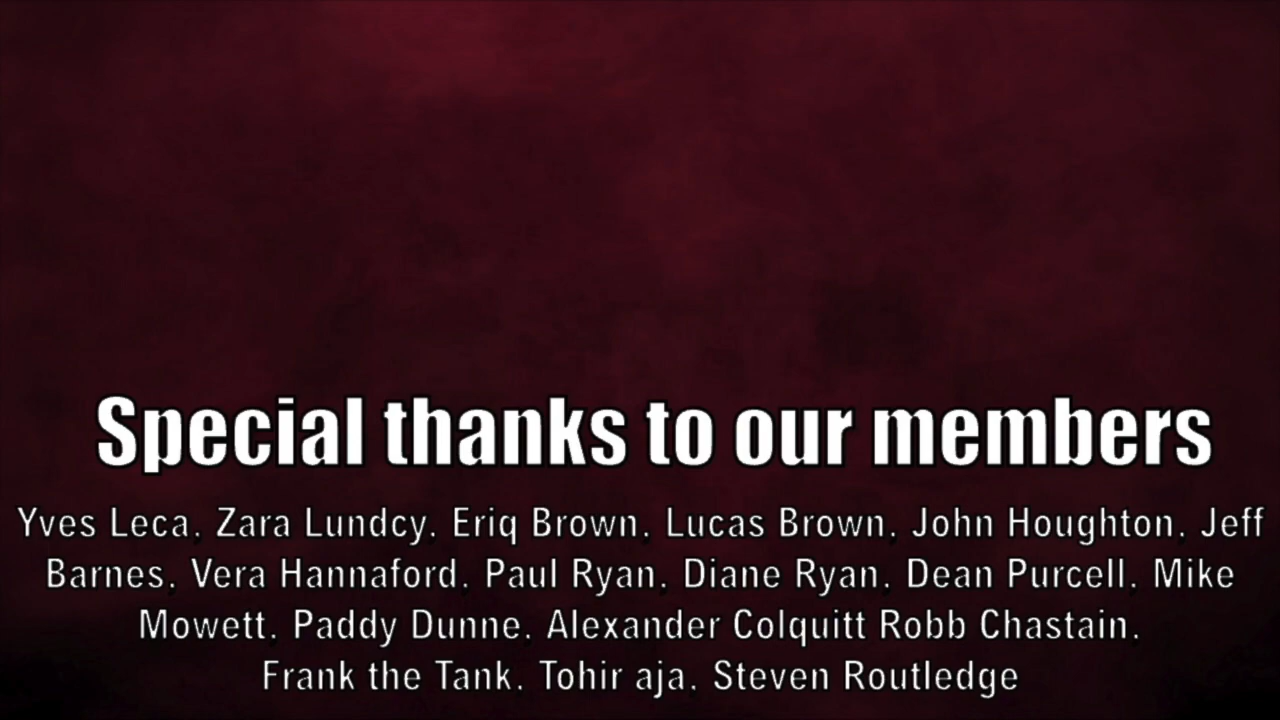 Special thanks to our members
Yves Leca, Zara Lundcy, Eriq Brown, Lucas Brown, John Houghton, Jeff
Barnes, Vera Hannaford, Paul Ryan, Diane Ryan, Dean Purcell, Mike
Mowett, Paddy Dunne, Alexander Colquitt Robb Chastain,
Frank the Tank, Tohir aja, Steven Routledge